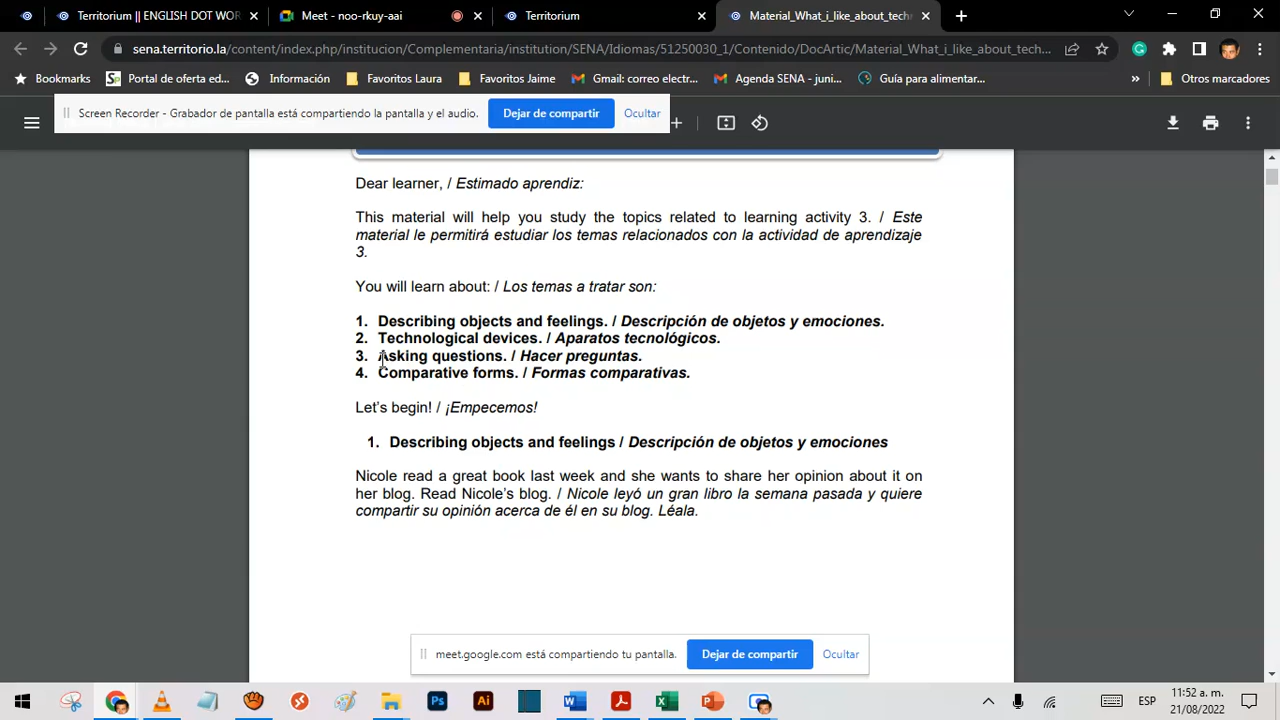 Territorium || ENGLISH DOT WOR
Meet - noo-rkuy-aai
Territorium
Material_What_i_like_about_tech
sena.territorio.la/content/index.php/institucion/Complementaria/institution/SENA/Idiomas/51250030_1/Contenido/DocArtic/Material_What_i_like_about_tech...
Bookmarks
Portal de oferta ed...
Información
Favoritos Laura
Favoritos Jaime
Gmail: correo electr...
Agenda SENA - juni...
Guía para alimentar...
»
Otros marcadores
Screen Recorder - Grabador de pantalla está compartiendo la pantalla y el audio.
Dejar de compartir
Ocultar
Dear learner, / Estimado aprendiz:
This material will help you study the topics related to learning activity 3. / Este
material le permitirá estudiar los temas relacionados con la actividad de aprendizaje
3.
You will learn about: / Los temas a tratar son:
1. Describing objects and feelings. / Descripción de objetos y emociones.
2. Technological devices. / Aparatos tecnológicos.
3. Asking questions. / Hacer preguntas.
4. Comparative forms. / Formas comparativas.
Let's begin! / ¡Empecemos!
1. Describing objects and feelings / Descripción de objetos y emociones
Nicole read a great book last week and she wants to share her opinion about it on
her blog. Read Nicole's blog. / Nicole leyó un gran libro la semana pasada y quiere
compartir su opinión acerca de él en su blog. Léala.
meet.google.com está compartiendo tu pantalla.
Dejar de compartir
Ocultar
ESP
11:52 a. m.
21/08/2022